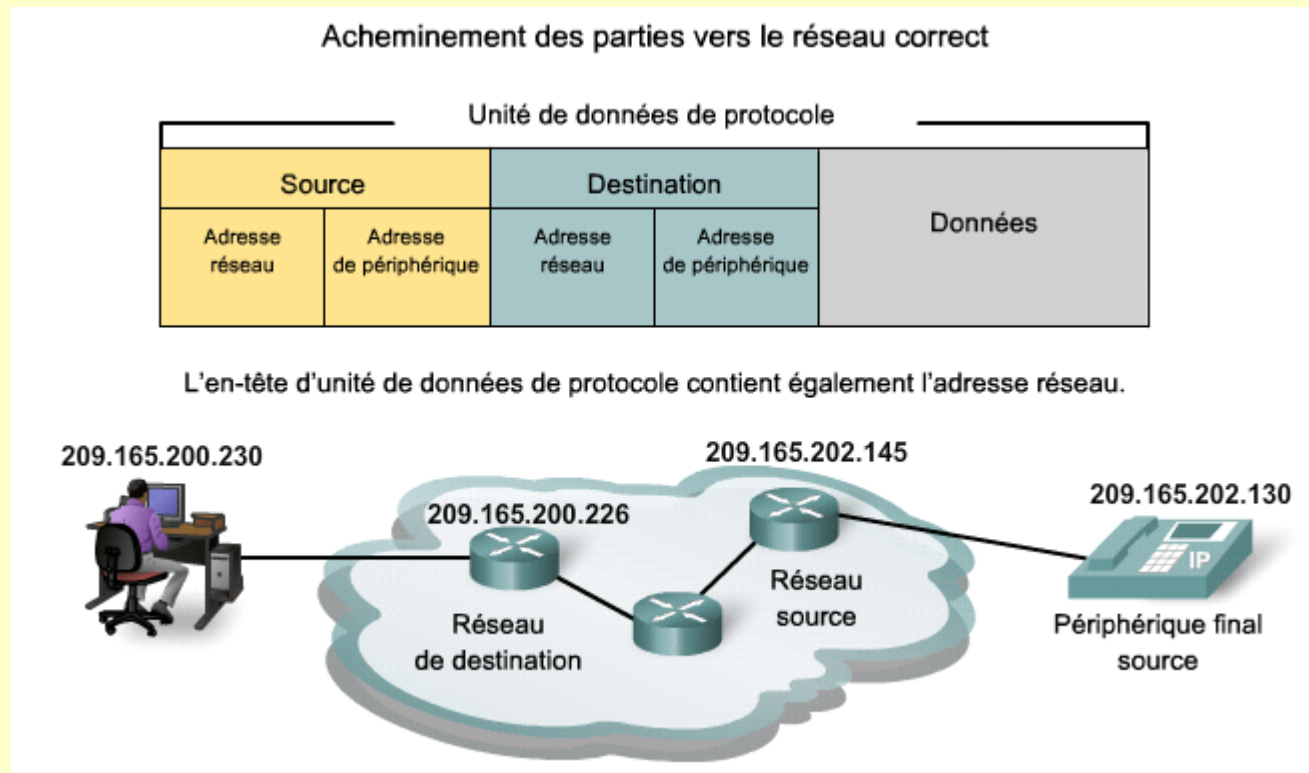 Acheminement des parties vers le réseau correct
Unité de données de protocole
Source
Destination
Données
Adresse
réseau
Adresse
de périphérique
Adresse
réseau
Adresse
de périphérique
L'en-tête d'unité de données de protocole contient également l'adresse réseau.
209.165.200.230
209.165.202.145
209.165.202.130
209.165.200.226
IP
Réseau
de destination
Réseau
source
Périphérique final
source